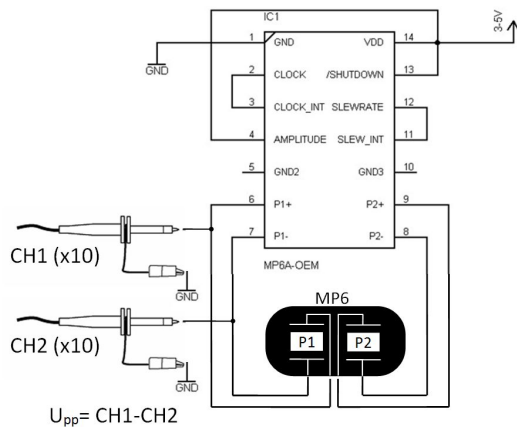 IC1
3-5V
1 GND VDD 14
GND
2 CLOCK /SHUTDOWN 13
3 CLOCK_INT SLEWRATE 12
4 AMPLITUDE SLEW_INT 11
5 GND2 GND3 10
6 P1+ P2+ 9
7 P1- P2- 8
CH1 (x10)
MP6A-OEM
GND
MP6
CH2 (x10)
P1 P2
GND
Upp= CH1-CH2